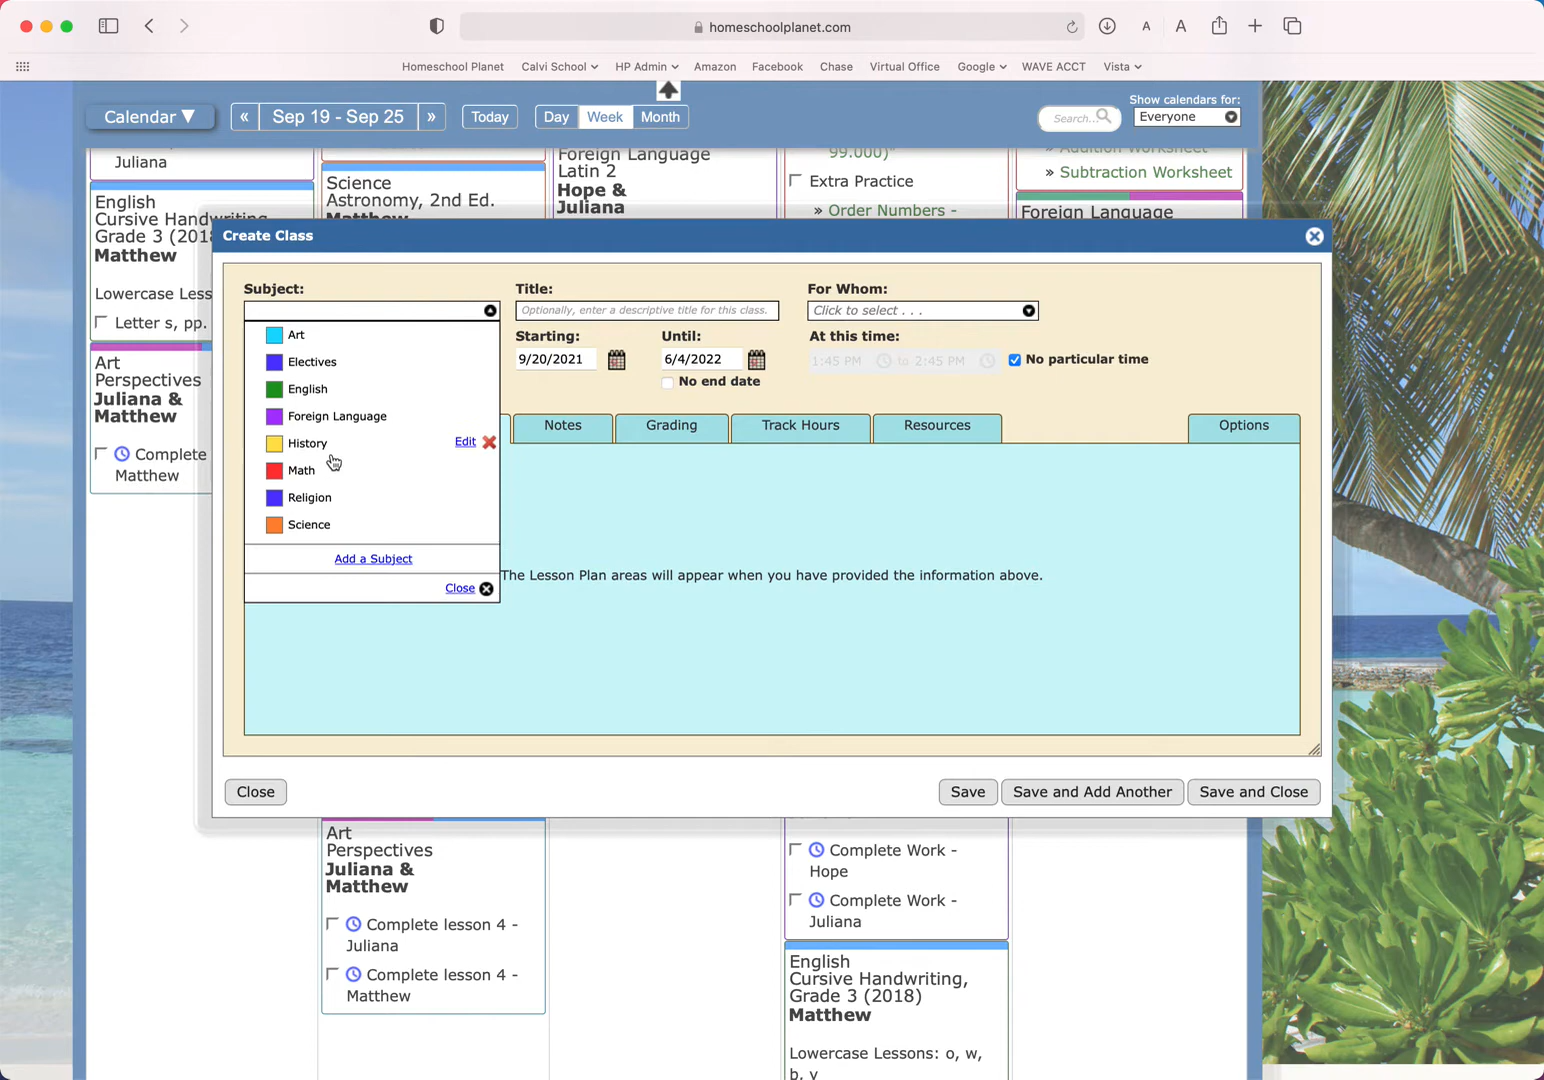 homeschoolplanet.com
A
A
Homeschool Planet
Calvi School
HP Admin
Amazon
Facebook
Chase
Virtual Office
Google
WAVE ACCT
Vista
Calendar ▼
« Sep 19 - Sep 25 »
Today
Day
Week
Month
Search...
Show calendars for:
Everyone
Juliana
English
Cursive Handwriting,
Grade 3 (2018
Matthew
Lowercase Less
Letter s, pp.
Art
Perspectives
Juliana &
Matthew
Complete
Matthew
Science
Astronomy, 2nd Ed.
Matthew
Foreign Language
Latin 2
Hope &
Juliana
99.000)"
Extra Practice
» Order Numbers -
» Addition Worksheet
» Subtraction Worksheet
Foreign Language
Create Class
Subject:
Art
Electives
English
Foreign Language
History
Edit
Math
Religion
Science
Add a Subject
Close
Title:
Optionally, enter a descriptive title for this class.
For Whom:
Click to select . . .
Starting:
9/20/2021
Until:
6/4/2022
No end date
At this time:
1:45 PM to 2:45 PM
No particular time
Notes
Grading
Track Hours
Resources
Options
The Lesson Plan areas will appear when you have provided the information above.
Close
Save
Save and Add Another
Save and Close
Art
Perspectives
Juliana &
Matthew
Complete lesson 4 -
Juliana
Complete lesson 4 -
Matthew
Complete Work -
Hope
Complete Work -
Juliana
English
Cursive Handwriting,
Grade 3 (2018)
Matthew
Lowercase Lessons: o, w,
b, v